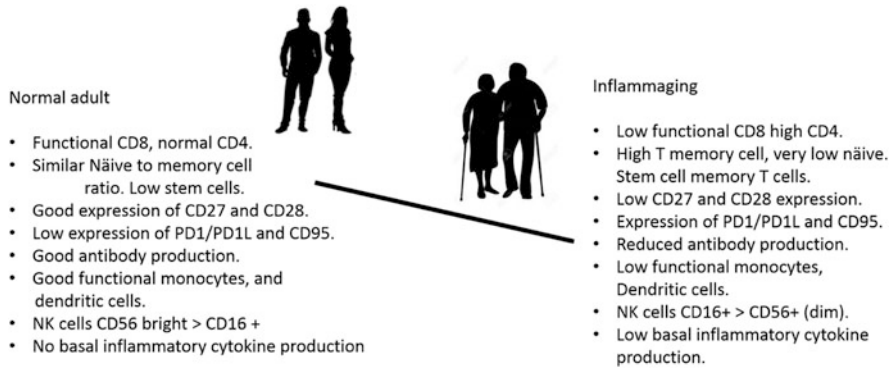 Normal adult
• Functional CD8, normal CD4.
• Similar Näive to memory cell
ratio. Low stem cells.
• Good expression of CD27 and CD28.
• Low expression of PD1/PD1L and CD95.
• Good antibody production.
• Good functional monocytes, and
dendritic cells.
• NK cells CD56 bright > CD16 +
• No basal inflammatory cytokine production
Inflammaging
• Low functional CD8 high CD4.
• High T memory cell, very low näive.
Stem cell memory T cells.
• Low CD27 and CD28 expression.
• Expression of PD1/PD1L and CD95.
• Reduced antibody production.
• Low functional monocytes,
Dendritic cells.
• NK cells CD16+ > CD56+ (dim).
• Low basal inflammatory cytokine
production.